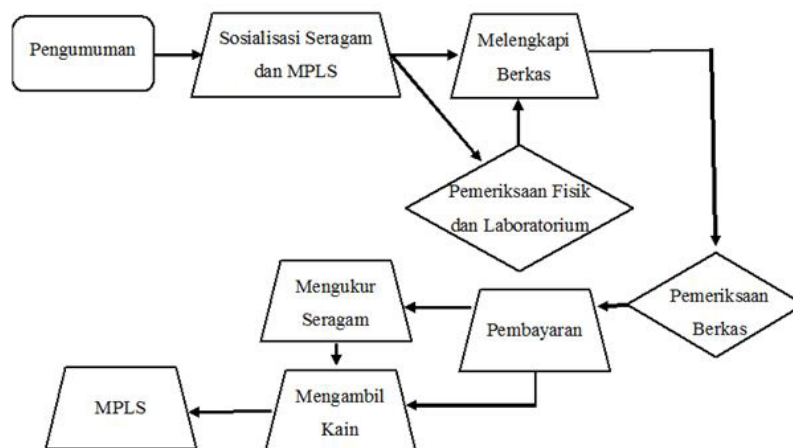 Pengumuman
Sosialisasi Seragam
dan MPLS
Melengkapi
Berkas
Pemeriksaan Fisik
dan Laboratorium
Pemeriksaan
Berkas
Pembayaran
Mengukur
Seragam
Mengambil
Kain
MPLS